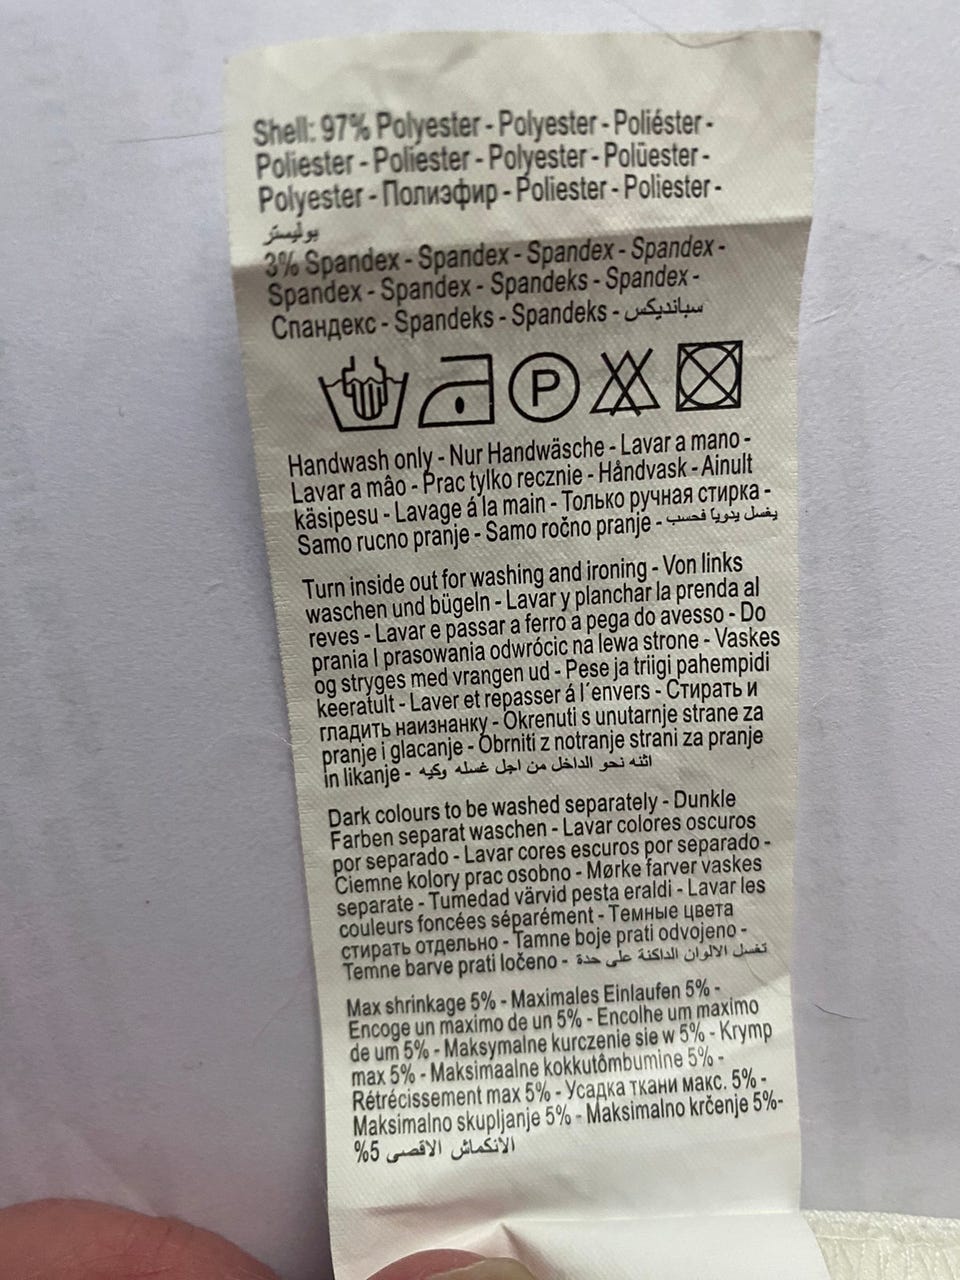 Shell: 97% Polyester - Polyester - Poliéster -
Poliester - Poliester - Polyester - Polüester -
Polyester - Полиэфир - Poliester - Poliester -
بوليستر
3% Spandex - Spandex - Spandex - Spandex -
Spandex - Spandex - Spandeks - Spandex -
Спандекс - Spandeks - Spandeks - سبانديكس
P
Handwash only - Nur Handwäsche - Lavar a mano -
Lavar a mâo - Prac tylko recznie - Håndvask - Ainult
käsipesu - Lavage á la main - Только ручная стирка -
Samo rucno pranje - Samo ročno pranje - يغسل يدوياً فحسب
Turn inside out for washing and ironing - Von links
waschen und bügeln - Lavar y planchar la prenda al
reves - Lavar e passar a ferro a pega do avesso - Do
prania I prasowania odwrócic na lewa strone - Vaskes
og stryges med vrangen ud - Pese ja triigi pahempidi
keeratult - Laver et repasser á l´envers - Стирать и
гладить наизнанку - Okrenuti s unutarnje strane za
pranje i glacanje - Obrniti z notranje strani za pranje
in likanje - اثنه نحو الداخل من اجل غسله وكيه
Dark colours to be washed separately - Dunkle
Farben separat waschen - Lavar colores oscuros
por separado - Lavar cores escuros por separado -
Ciemne kolory prac osobno - Mørke farver vaskes
separate - Tumedad värvid pesta eraldi - Lavar les
couleurs foncées séparément - Темные цвета
стирать отдельно - Tamne boje prati odvojeno -
Temne barve prati ločeno - تغسل الالوان الداكنة على حدة
Max shrinkage 5% - Maximales Einlaufen 5% -
Encoge un maximo de un 5% - Encolhe um maximo
de um 5% - Maksymalne kurczenie sie w 5% - Krymp
max 5% - Maksimaalne kokkutômbumine 5% -
Rétrécissement max 5% - Усадка ткани макс. 5% -
Maksimalno skupljanje 5% - Maksimalno krčenje 5%-
الانكماش الاقصى 5%